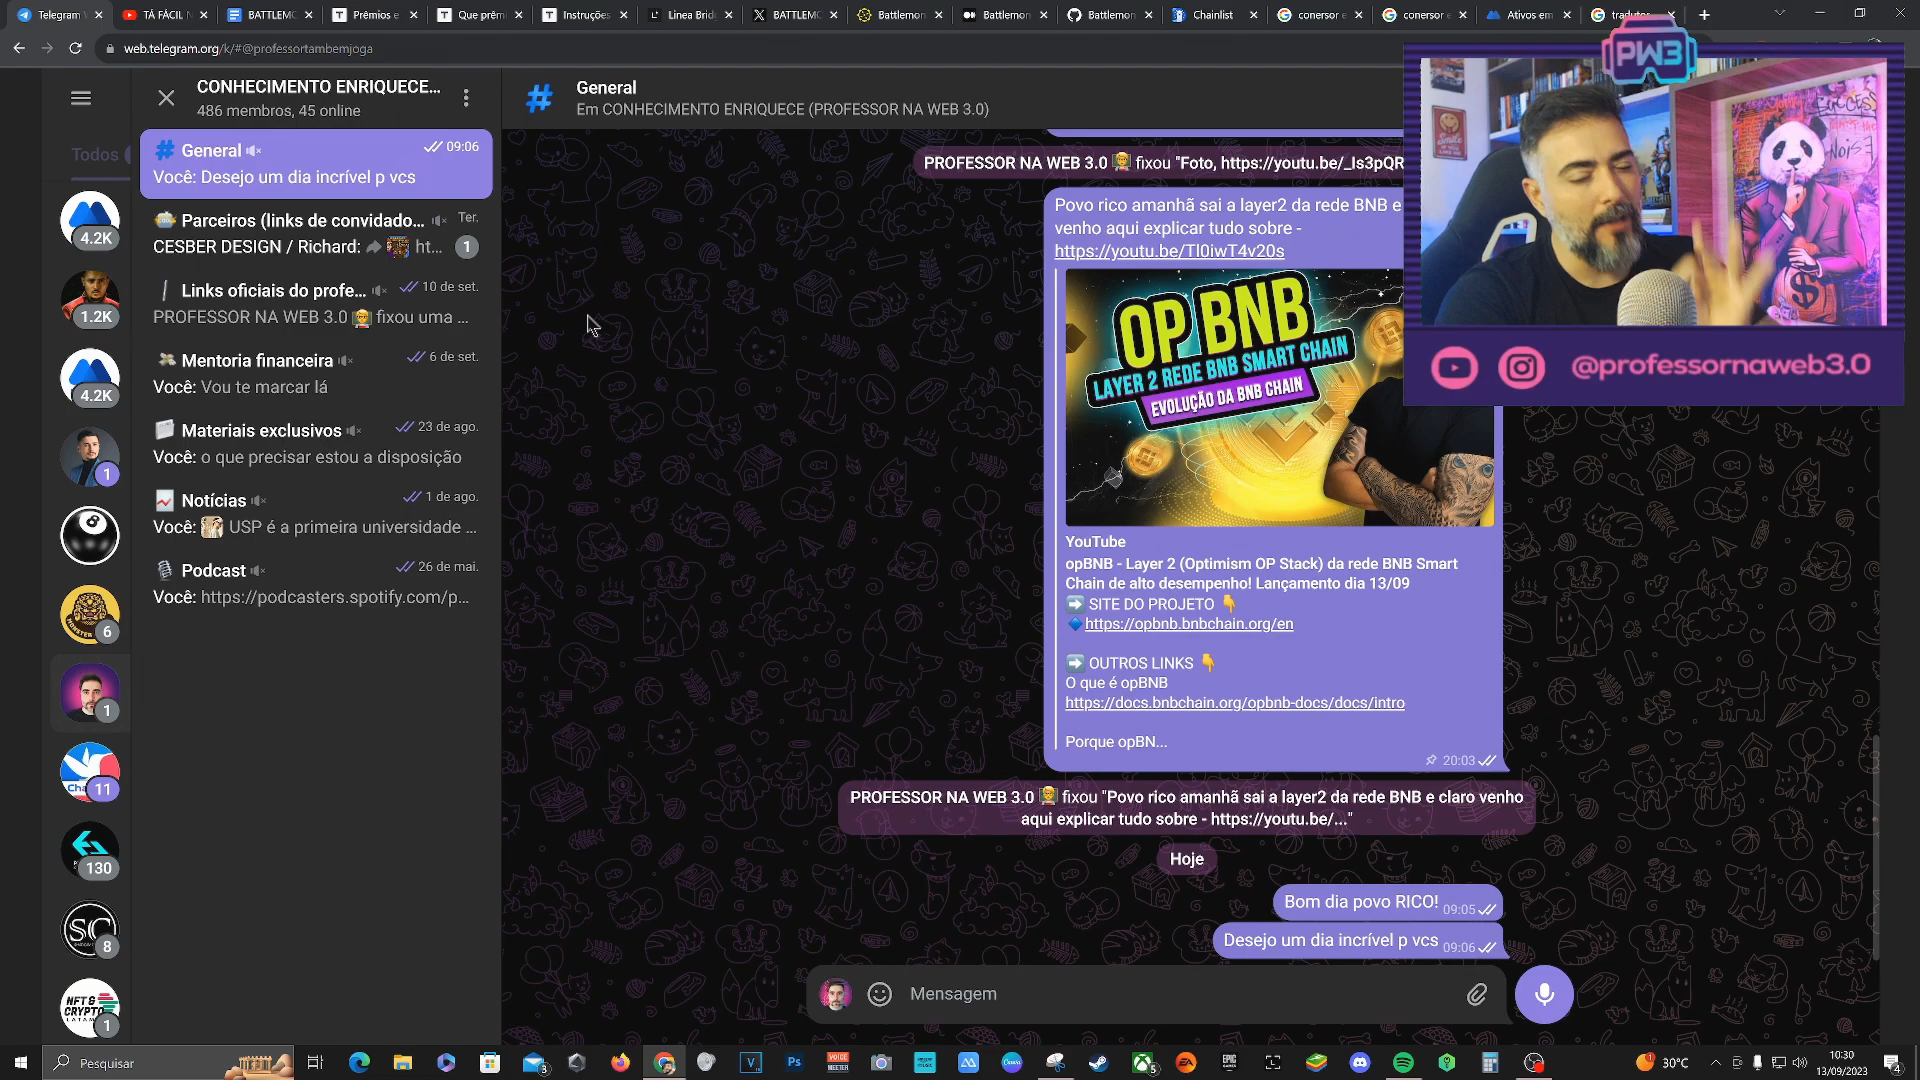 Telegram W
TÁ FÁCIL N
BATTLEMO
Prêmios e
Que prêmi
Instruções
Linea Brid
BATTLEMO
Battlemon
Battlemon
Battlemon
Chainlist
conersor e
conersor e
Ativos em
tradutor
web.telegram.org/k/#@professortambemjoga
CONHECIMENTO ENRIQUECE...
486 membros, 45 online
General
Em CONHECIMENTO ENRIQUECE (PROFESSOR NA WEB 3.0)
Todos
4.2K
1.2K
4.2K
1
6
1
Cha
11
130
SC
8
NFT &
CRYPTO
LATAM
1
General
09:06
Você: Desejo um dia incrível p vcs
Parceiros (links de convidado...
Ter.
CESBER DESIGN / Richard: ht...
1
Links oficiais do profe...
10 de set.
PROFESSOR NA WEB 3.0 fixou uma ...
Mentoria financeira
6 de set.
Você: Vou te marcar lá
Materiais exclusivos
23 de ago.
Você: o que precisar estou a disposição
Notícias
1 de ago.
Você: USP é a primeira universidade ...
Podcast
26 de mai.
Você: https://podcasters.spotify.com/p...
PROFESSOR NA WEB 3.0 fixou "Foto, https://youtu.be/_Is3pQR
Povo rico amanhã sai a layer2 da rede BNB e
venho aqui explicar tudo sobre -
https://youtu.be/Tl0iwT4v20s
OP BNB
LAYER 2 REDE BNB SMART CHAIN
EVOLUÇÃO DA BNB CHAIN
YouTube
opBNB - Layer 2 (Optimism OP Stack) da rede BNB Smart
Chain de alto desempenho! Lançamento dia 13/09
SITE DO PROJETO
https://opbnb.bnbchain.org/en
OUTROS LINKS
O que é opBNB
https://docs.bnbchain.org/opbnb-docs/docs/intro
Porque opBN...
20:03
PROFESSOR NA WEB 3.0 fixou "Povo rico amanhã sai a layer2 da rede BNB e claro venho
aqui explicar tudo sobre - https://youtu.be/..."
Hoje
Bom dia povo RICO! 09:05
Desejo um dia incrível p vcs 09:06
Mensagem
PW3
@professornaweb3.0
Pesquisar
30°C
10:30
13/09/2023